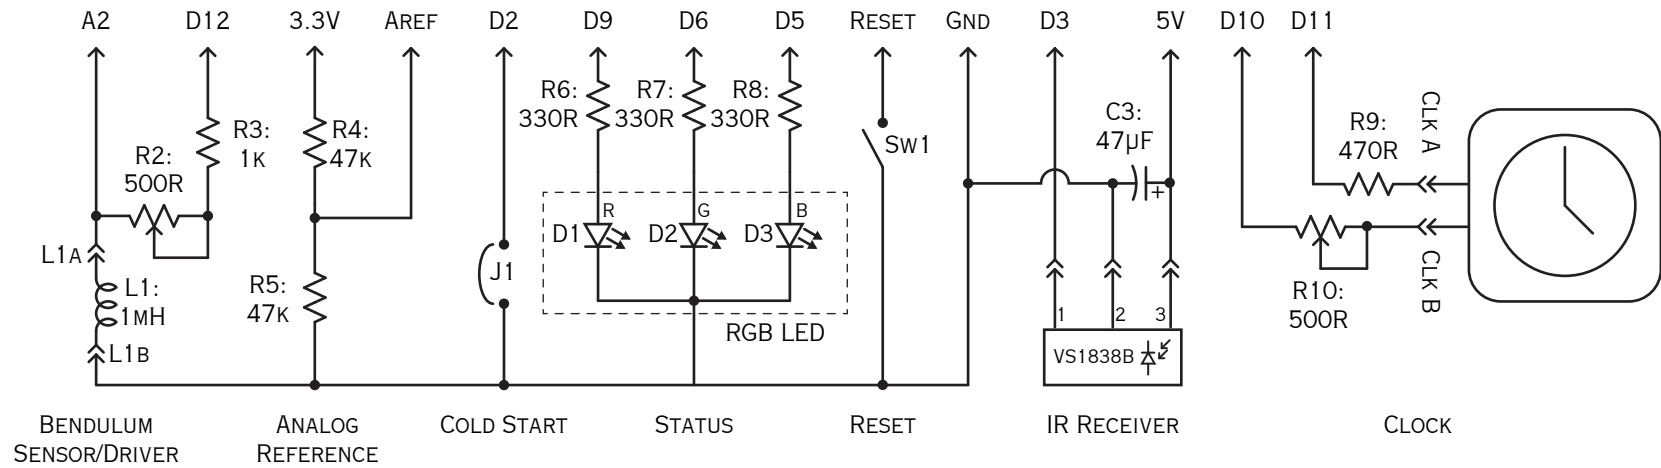 A2 D12 3.3V AREF D2 D9 D6 D5 RESET GND D3 5V D10 D11
R6:
330R
R7:
330R
R8:
330R
C3:
47µF
CLK A
R9:
470R
R3:
1K
R4:
47K
SW1
R2:
500R
R
G
B
+
D1
D2
D3
L1A
J1
CLK B
L1:
1MH
R5:
47K
R10:
500R
1
2
3
RGB LED
L1B
VS1838B
BENDULUM
SENSOR/DRIVER
ANALOG
REFERENCE
COLD START
STATUS
RESET
IR RECEIVER
CLOCK